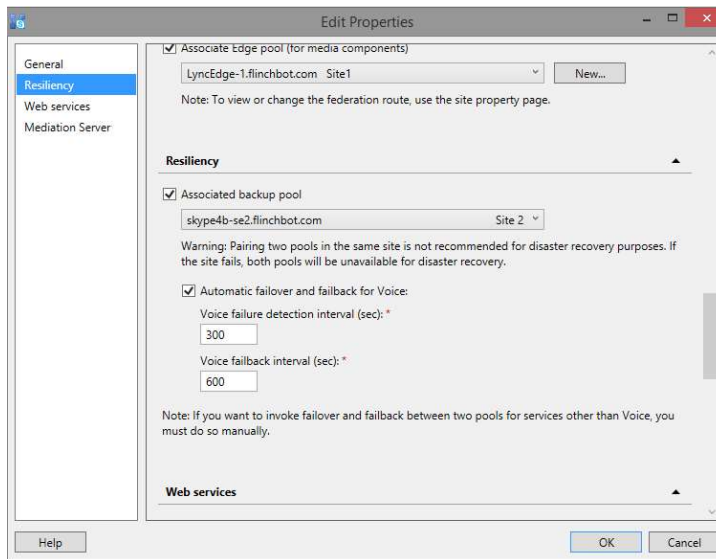 Edit Properties
General
Resiliency
Web services
Mediation Server
Associate Edge pool (for media components)
LyncEdge-1.flinchbot.com Site1
New...
Note: To view or change the federation route, use the site property page.
Resiliency
Associated backup pool
skype4b-se2.flinchbot.com Site 2
Warning: Pairing two pools in the same site is not recommended for disaster recovery purposes. If
the site fails, both pools will be unavailable for disaster recovery.
Automatic failover and failback for Voice:
Voice failure detection interval (sec): *
300
Voice failback interval (sec): *
600
Note: If you want to invoke failover and failback between two pools for services other than Voice, you
must do so manually.
Web services
Help
OK
Cancel